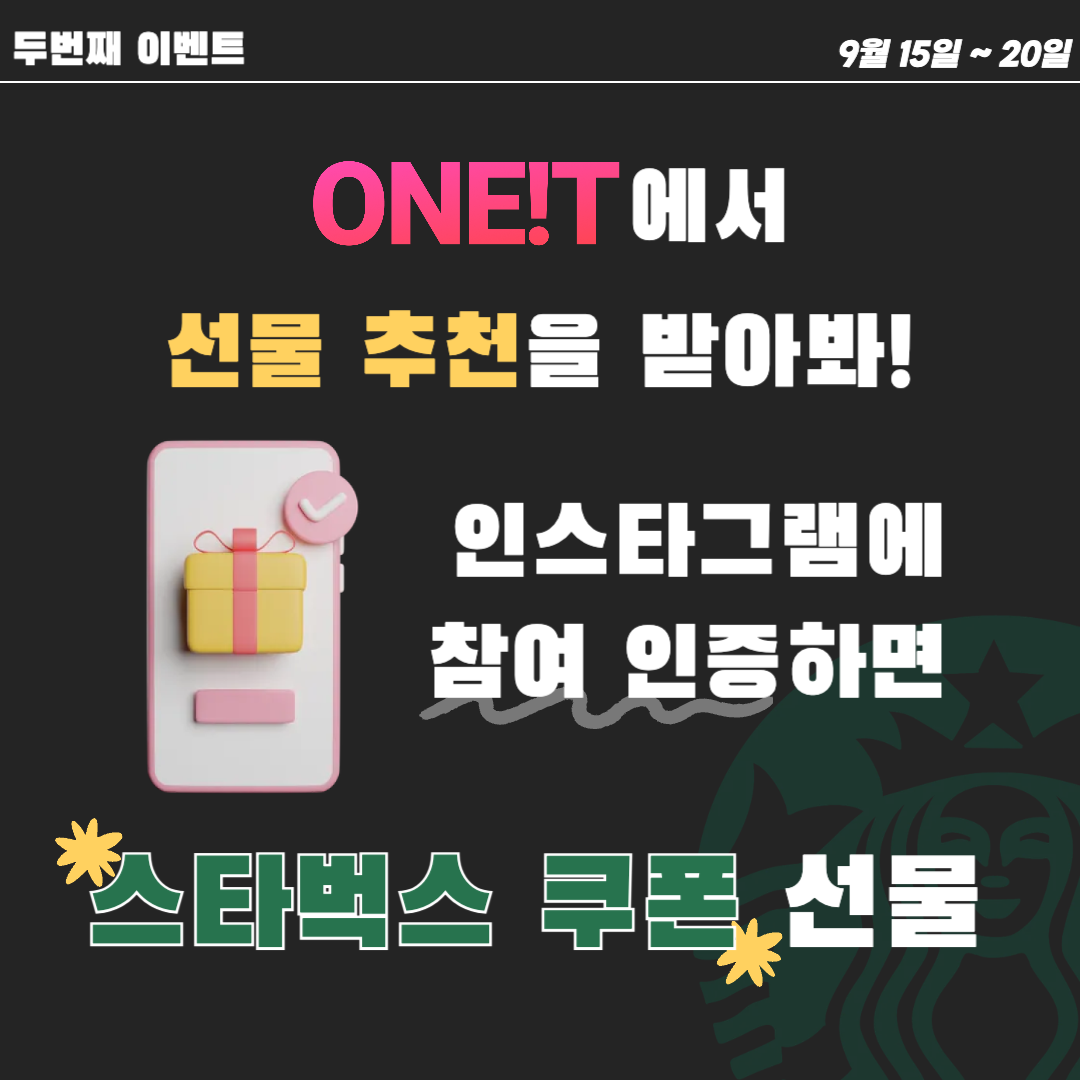 두번째 이벤트
9월 15일 ~ 20일
ONE!T에서
선물 추천을 받아봐!
인스타그램에
참여 인증하면
스타벅스 쿠폰 선물